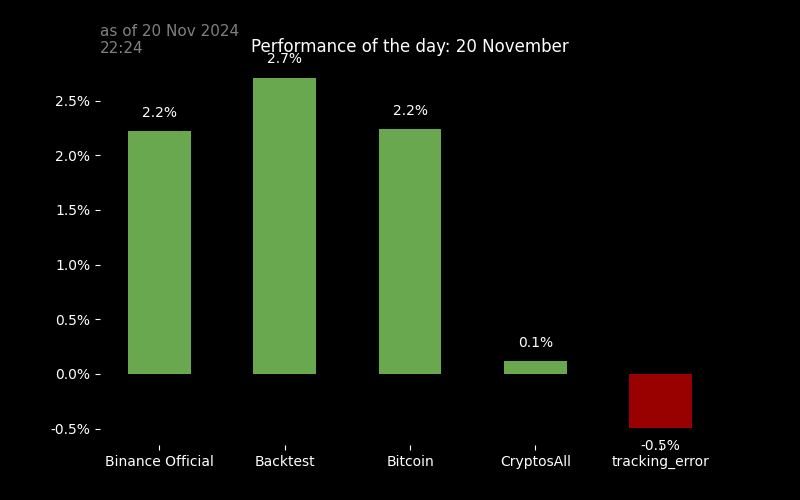 as of 20 Nov 2024
22:24
Performance of the day: 20 November
2.7%
2.2%
2.2%
0.1%
-0.5%
2.5%
2.0%
1.5%
1.0%
0.5%
0.0%
-0.5%
Binance Official
Backtest
Bitcoin
CryptosAll
tracking_error